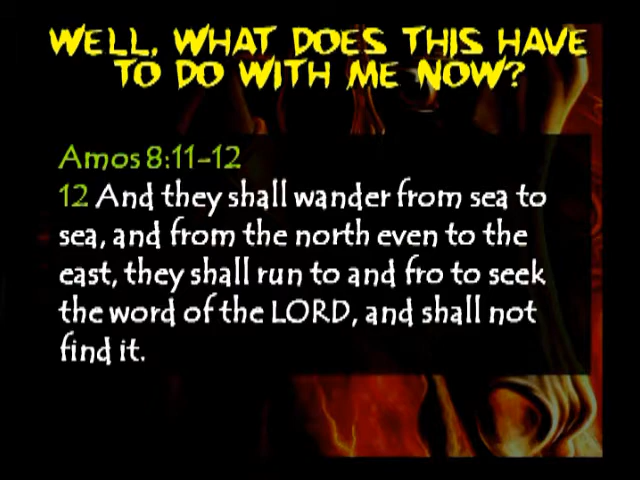 WELL, WHAT DOES THIS HAVE
TO DO WITH ME NOW?
Amos 8:11-12
12 And they shall wander from sea to
sea, and from the north even to the
east, they shall run to and fro to seek
the word of the LORD, and shall not
find it.